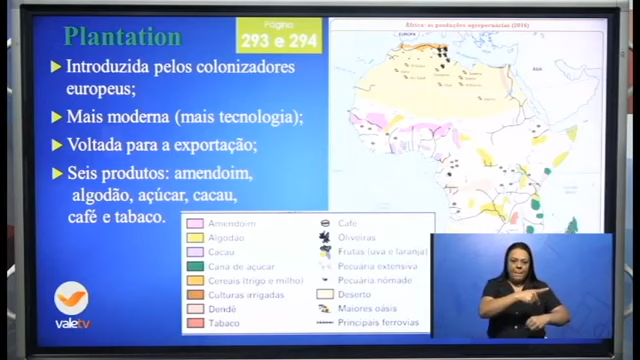 Plantation
Página
293 e 294
Introduzida pelos colonizadores
europeus;
Mais moderna (mais tecnologia);
Voltada para a exportação;
Seis produtos: amendoim,
algodão, açúcar, cacau,
café e tabaco.
África: as produções agropecuárias (2014)
EUROPA
ÁSIA
Amendoim
Algodão
Cacau
Cana de açúcar
Cereais (trigo e milho)
Culturas irrigadas
Dendê
Tabaco
Café
Oliveiras
Frutas (uva e laranja)
Pecuária extensiva
Pecuária nômade
Deserto
Maiores oásis
Principais ferrovias
valetv